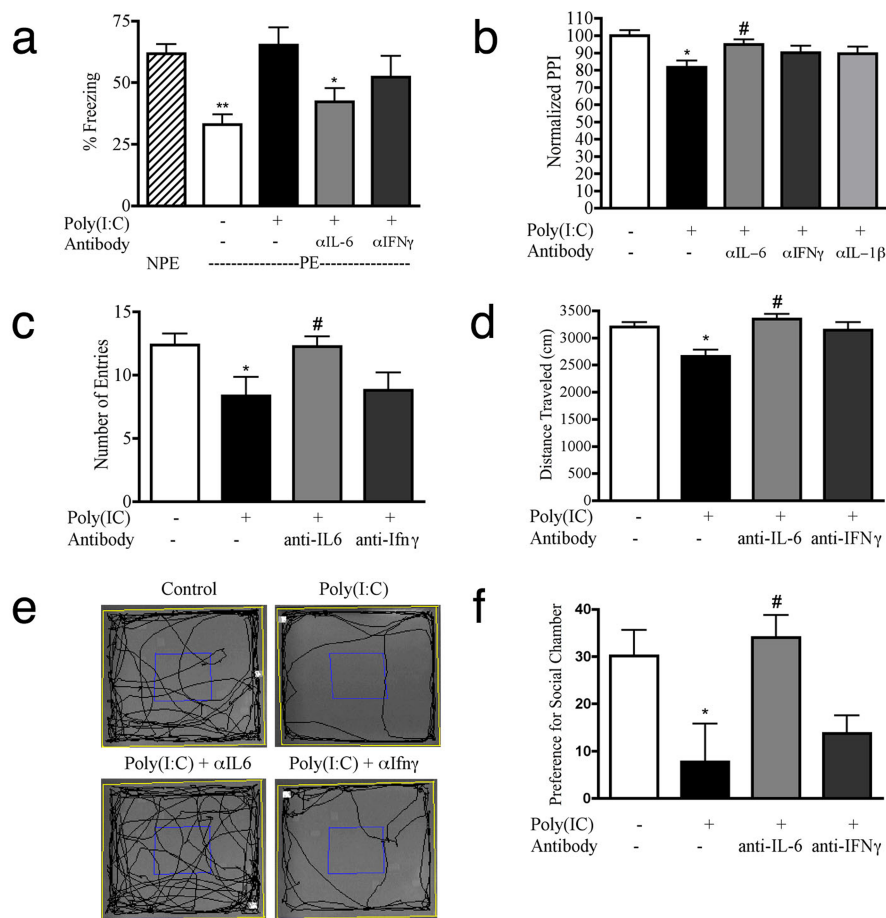 a
% Freezing
75
50
25
0
**
*
Poly(I:C) - + + +
Antibody - - αIL-6 αIFNγ
NPE ----------------PE----------------
b
Normalized PPI
110
100
90
80
70
60
50
40
30
20
10
0
*
#
Poly(I:C) - + + + +
Antibody - - αIL-6 αIFNγ αIL-1β
c
Number of Entries
15
10
5
0
*
#
Poly(IC) - + + +
Antibody - - anti-IL6 anti-Ifnγ
d
Distance Traveled (cm)
3500
3000
2500
2000
1500
1000
500
0
*
#
Poly(IC) - + + +
Antibody - - anti-IL-6 anti-IFNγ
e
Control Poly(I:C)
Poly(I:C) + αIL6 Poly(I:C) + αIfnγ
f
Preference for Social Chamber
40
30
20
10
0
*
#
Poly(IC) - + + +
Antibody - - anti-IL-6 anti-IFNγ